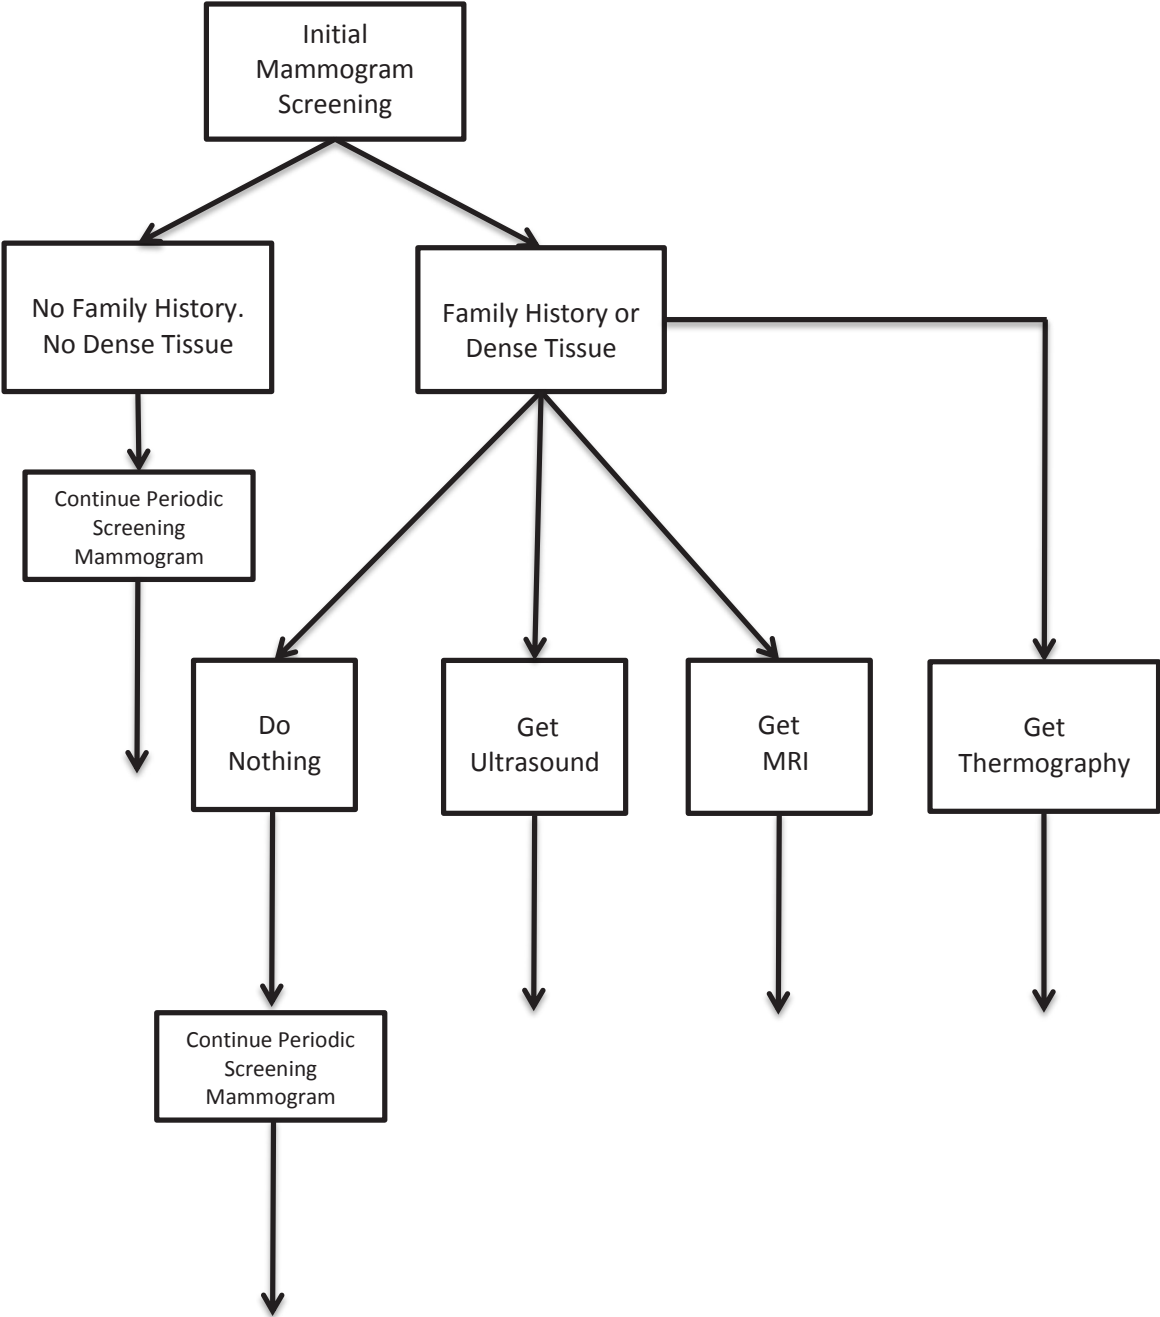 Initial
Mammogram
Screening
No Family History.
No Dense Tissue
Family History or
Dense Tissue
Continue Periodic
Screening
Mammogram
Do
Nothing
Get
Ultrasound
Get
MRI
Get
Thermography
Continue Periodic
Screening
Mammogram